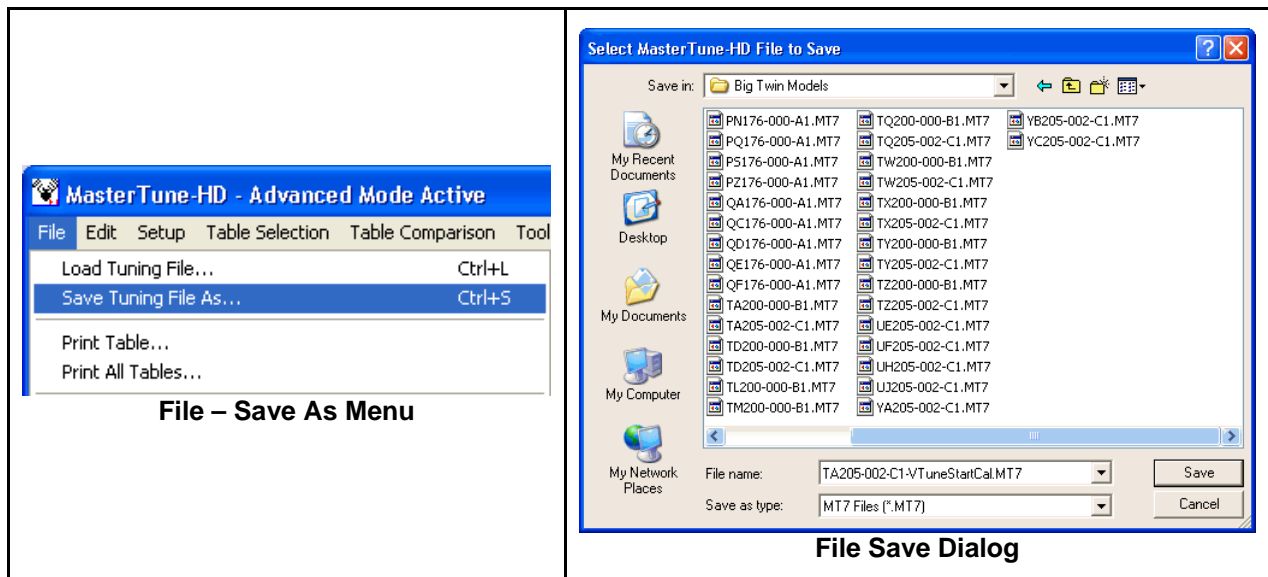 MasterTune-HD - Advanced Mode Active
File Edit Setup Table Selection Table Comparison Tool
Load Tuning File... Ctrl+L
Save Tuning File As... Ctrl+S
Print Table...
Print All Tables...
File – Save As Menu
Select MasterTune-HD File to Save
Save in: Big Twin Models
My Recent
Documents
Desktop
My Documents
My Computer
My Network
Places
PN176-000-A1.MT7
PQ176-000-A1.MT7
PS176-000-A1.MT7
PZ176-000-A1.MT7
QA176-000-A1.MT7
QC176-000-A1.MT7
QD176-000-A1.MT7
QE176-000-A1.MT7
QF176-000-A1.MT7
TA200-000-B1.MT7
TA205-002-C1.MT7
TD200-000-B1.MT7
TD205-002-C1.MT7
TL200-000-B1.MT7
TM200-000-B1.MT7
TQ200-000-B1.MT7
TQ205-002-C1.MT7
TW200-000-B1.MT7
TW205-002-C1.MT7
TX200-000-B1.MT7
TX205-002-C1.MT7
TY200-000-B1.MT7
TY205-002-C1.MT7
TZ200-000-B1.MT7
TZ205-002-C1.MT7
UE205-002-C1.MT7
UF205-002-C1.MT7
UH205-002-C1.MT7
UJ205-002-C1.MT7
YA205-002-C1.MT7
YB205-002-C1.MT7
YC205-002-C1.MT7
File name: TA205-002-C1-VTuneStartCal.MT7 Save
Save as type: MT7 Files (*.MT7) Cancel
File Save Dialog